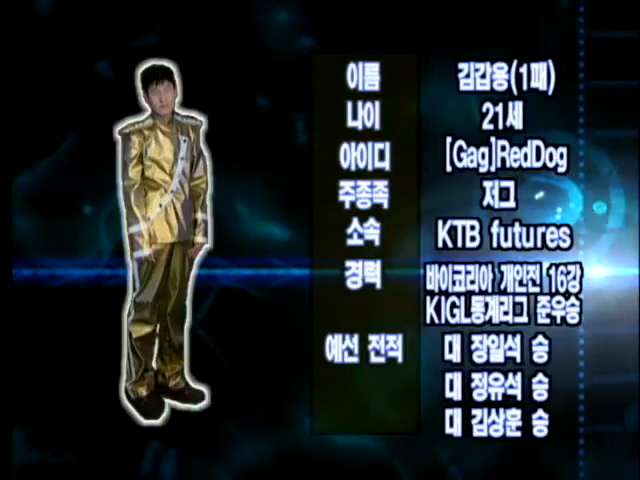 이름 김갑용(1패)
나이 21세
아이디 [Gag]RedDog
주종족 저그
소속 KTB futures
경력 바이코리아 개인전 16강
KIGL동계리그 준우승
예선 전적 대 장일석 승
대 정유석 승
대 김상훈 승